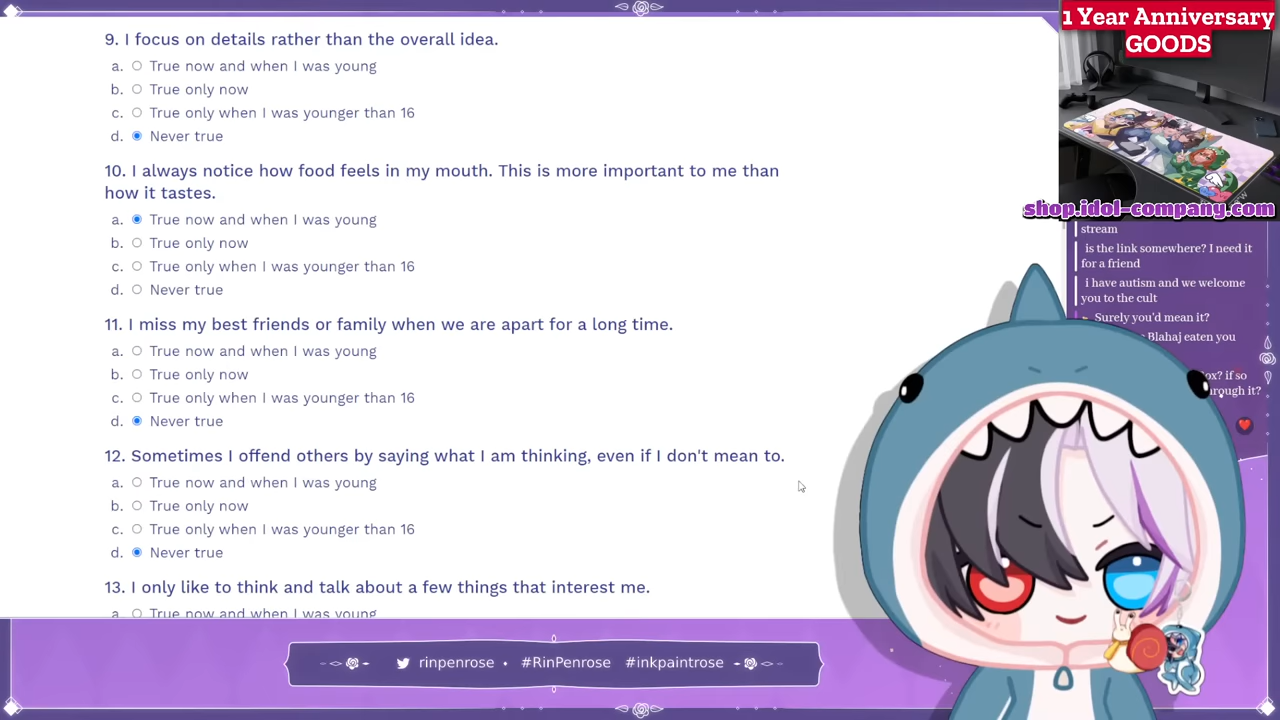 9. I focus on details rather than the overall idea.
a. True now and when I was young
b. True only now
c. True only when I was younger than 16
d. Never true
10. I always notice how food feels in my mouth. This is more important to me than
how it tastes.
a. True now and when I was young
b. True only now
c. True only when I was younger than 16
d. Never true
11. I miss my best friends or family when we are apart for a long time.
a. True now and when I was young
b. True only now
c. True only when I was younger than 16
d. Never true
12. Sometimes I offend others by saying what I am thinking, even if I don't mean to.
a. True now and when I was young
b. True only now
c. True only when I was younger than 16
d. Never true
13. I only like to think and talk about a few things that interest me.
a. True now and when I was young
1 Year Anniversary
GOODS
shop.idol-company.com
stream
is the link somewhere? I need it
for a friend
i have autism and we welcome
you to the cult
Surely you'd mean it?
Blahaj eaten you
if so
it?
rinpenrose • #RinPenrose #inkpaintrose